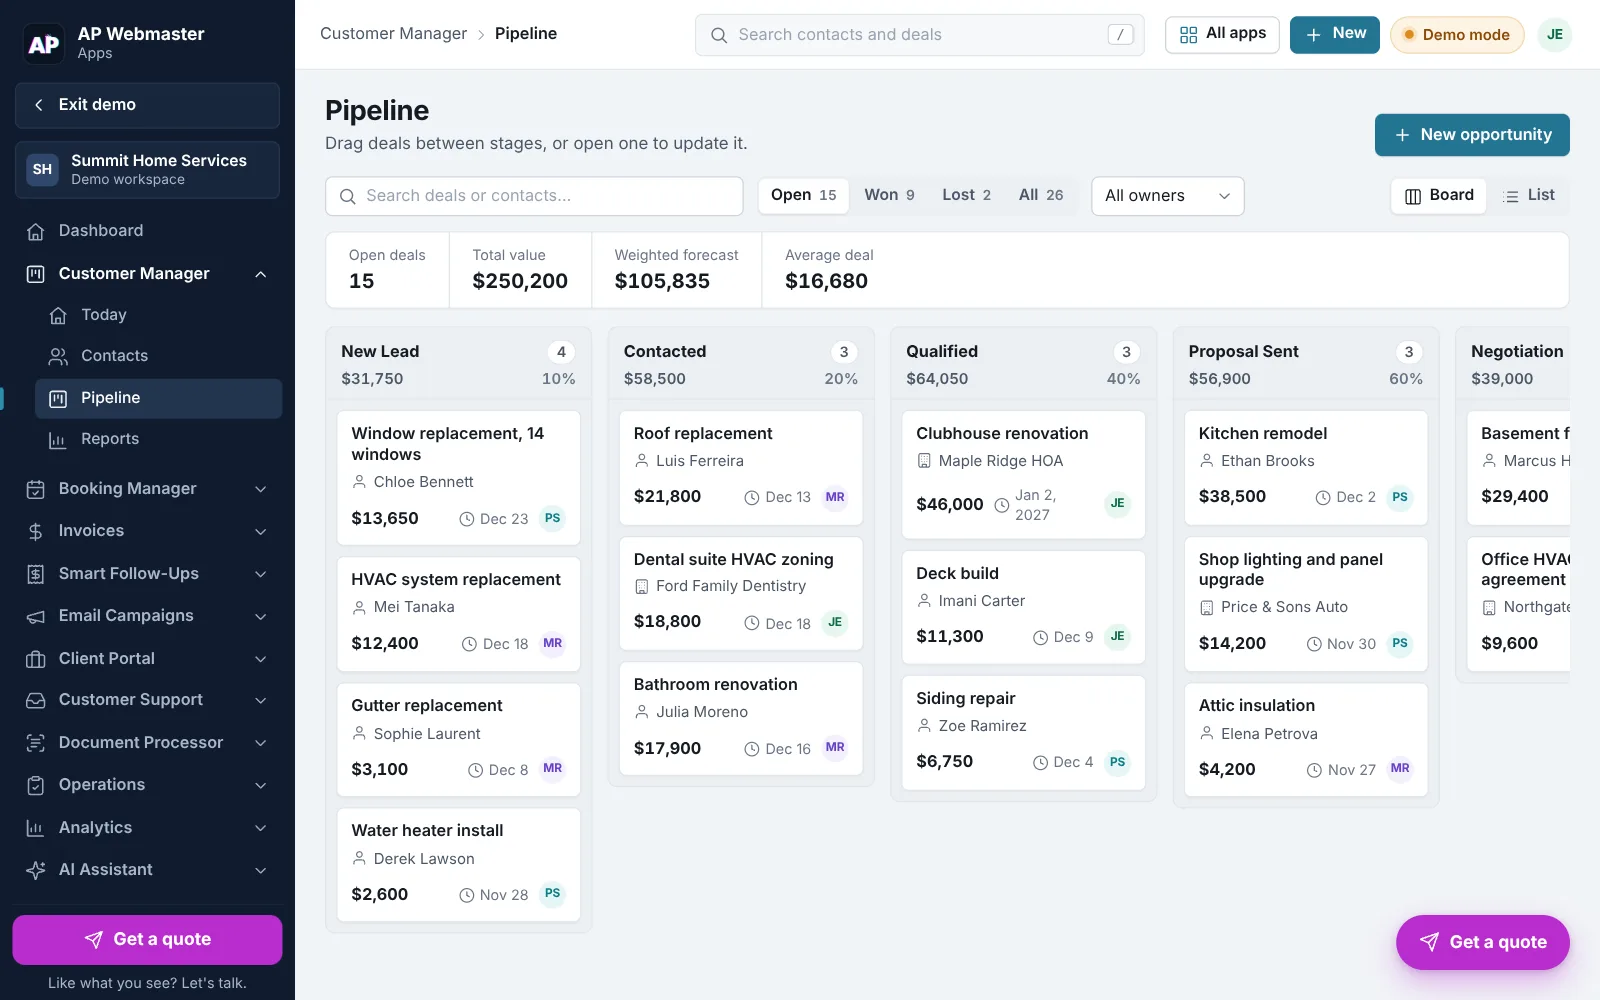 AP
AP Webmaster
Apps
Exit demo
SH
Summit Home Services
Demo workspace
Dashboard
Customer Manager
Today
Contacts
Pipeline
Reports
Booking Manager
Invoices
Smart Follow-Ups
Email Campaigns
Client Portal
Customer Support
Document Processor
Operations
Analytics
AI Assistant
Get a quote
Like what you see? Let's talk.
Customer Manager > Pipeline
Search contacts and deals /
All apps
+ New
Demo mode
JE
Pipeline
Drag deals between stages, or open one to update it.
+ New opportunity
Search deals or contacts...
Open 15
Won 9
Lost 2
All 26
All owners
Board
List
Open deals
15
Total value
$250,200
Weighted forecast
$105,835
Average deal
$16,680
New Lead 4
$31,750 10%
Window replacement, 14
windows
Chloe Bennett
$13,650 Dec 23 PS
HVAC system replacement
Mei Tanaka
$12,400 Dec 18 MR
Gutter replacement
Sophie Laurent
$3,100 Dec 8 MR
Water heater install
Derek Lawson
$2,600 Nov 28 PS
Contacted 3
$58,500 20%
Roof replacement
Luis Ferreira
$21,800 Dec 13 MR
Dental suite HVAC zoning
Ford Family Dentistry
$18,800 Dec 18 JE
Bathroom renovation
Julia Moreno
$17,900 Dec 16 MR
Qualified 3
$64,050 40%
Clubhouse renovation
Maple Ridge HOA
$46,000 Jan 2,
2027 JE
Deck build
Imani Carter
$11,300 Dec 9 JE
Siding repair
Zoe Ramirez
$6,750 Dec 4 PS
Proposal Sent 3
$56,900 60%
Kitchen remodel
Ethan Brooks
$38,500 Dec 2 PS
Shop lighting and panel
upgrade
Price & Sons Auto
$14,200 Nov 30 PS
Attic insulation
Elena Petrova
$4,200 Nov 27 MR
Negotiation
$39,000
Basement f
Marcus H
$29,400
Office HVAC
agreement
Northgate
$9,600
Get a quote